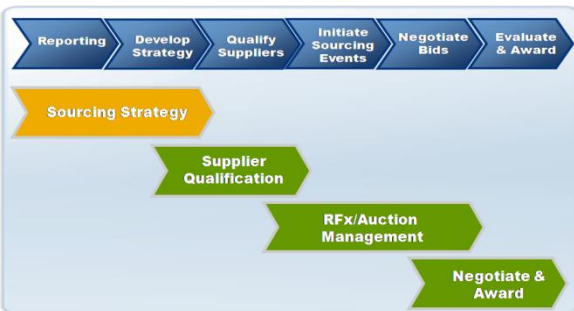 Reporting
Develop
Strategy
Qualify
Suppliers
Initiate
Sourcing
Events
Negotiate
Bids
Evaluate
& Award
Sourcing Strategy
Supplier
Qualification
RFx/Auction
Management
Negotiate &
Award